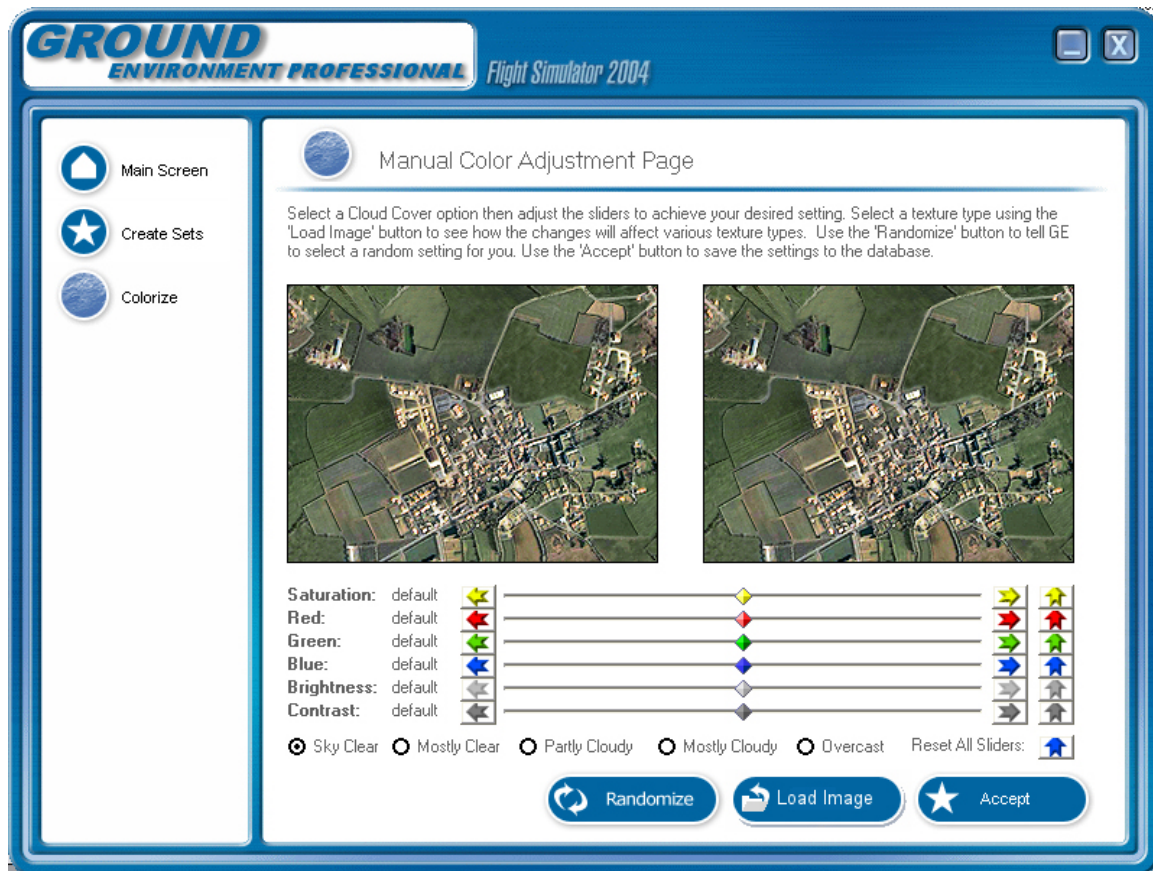 GROUND
ENVIRONMENT PROFESSIONAL
Flight Simulator 2004
X
Main Screen
Create Sets
Colorize
Manual Color Adjustment Page
Select a Cloud Cover option then adjust the sliders to achieve your desired setting. Select a texture type using the
'Load Image' button to see how the changes will affect various texture types.  Use the 'Randomize' button to tell GE
to select a random setting for you. Use the 'Accept' button to save the settings to the database.
Saturation: default
Red: default
Green: default
Blue: default
Brightness: default
Contrast: default
Sky Clear Mostly Clear Partly Cloudy Mostly Cloudy Overcast Reset All Sliders:
Randomize Load Image Accept